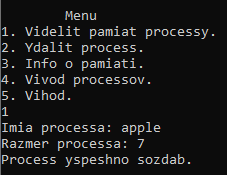 Menu
1. Videlit pamiat processy.
2. Ydalit process.
3. Info o pamiati.
4. Vivod processov.
5. Vihod.
1
Imia processa: apple
Razmer processa: 7
Process yspeshno sozdab.